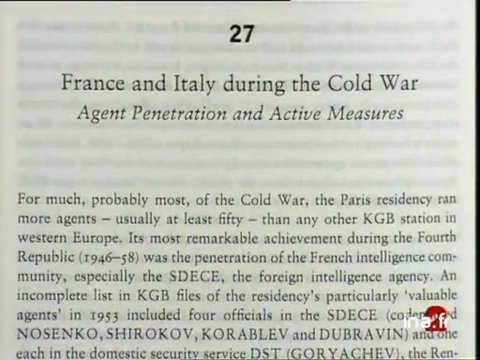 27
France and Italy during the Cold War
Agent Penetration and Active Measures
For much, probably most, of the Cold War, the Paris residency ran
more agents – usually at least fifty – than any other KGB station in
western Europe. Its most remarkable achievement during the Fourth
Republic (1946–58) was the penetration of the French intelligence com-
munity, especially the SDECE, the foreign intelligence agency. An
incomplete list in KGB files of the residency's particularly 'valuable
agents' in 1953 included four officials in the SDECE (codenamed
NOSENKO, SHIROKOV, KORABLEV and DUBRAVIN) and one
each in the domestic security service DST (GORYACHEV), the Ren-
ina.fr